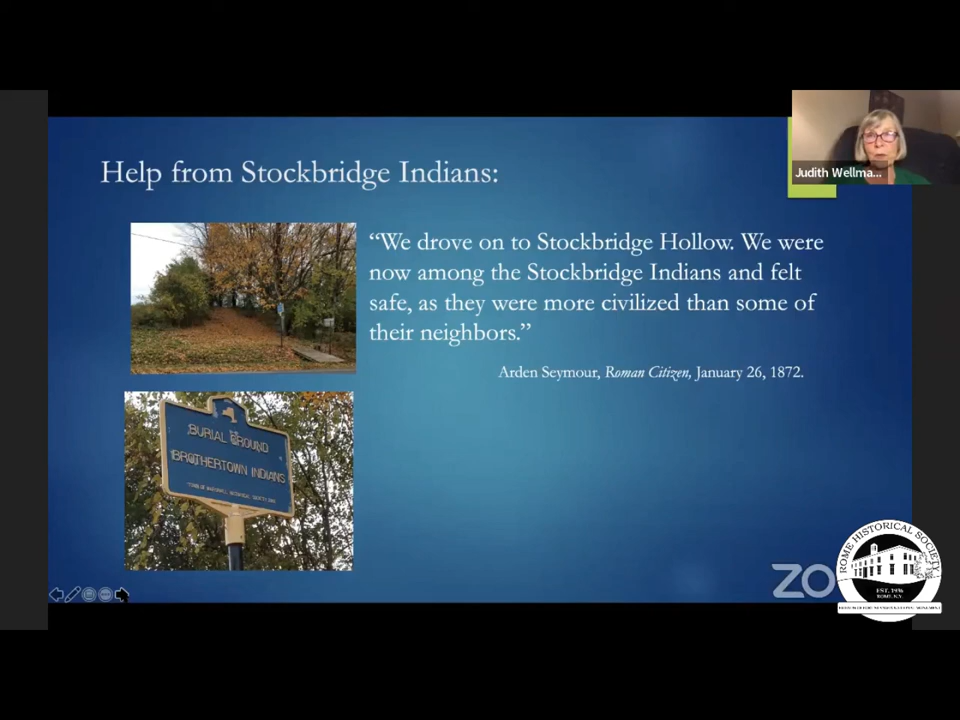 Help from Stockbridge Indians:
Judith Wellma...
“We drove on to Stockbridge Hollow. We were
now among the Stockbridge Indians and felt
safe, as they were more civilized than some of
their neighbors.”
Arden Seymour, Roman Citizen, January 26, 1872.
BURIAL GROUND
BROTHERTOWN INDIANS
ZO
ROME HISTORICAL SOCIETY
EST. 1936
ROME, N.Y.